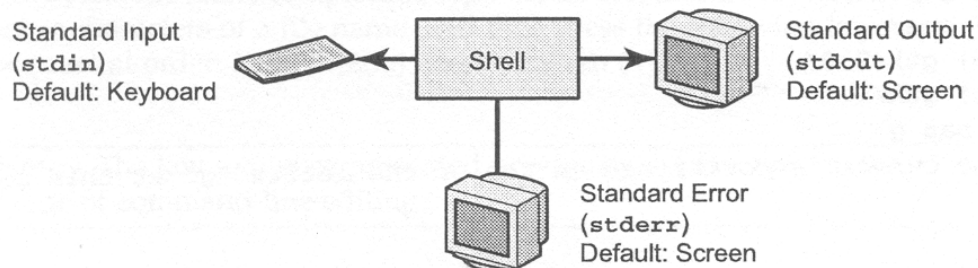 Standard Input
(stdin)
Default: Keyboard
Shell
Standard Output
(stdout)
Default: Screen
Standard Error
(stderr)
Default: Screen